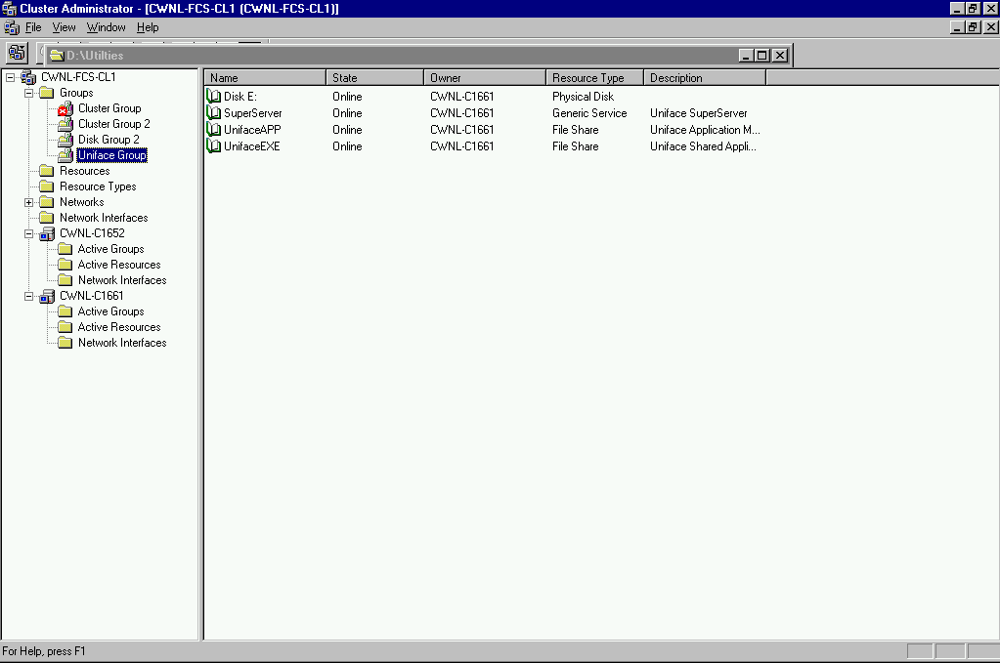 Cluster Administrator - [CWNL-FCS-CL1 (CWNL-FCS-CL1)]
File View Window Help
D:\Utilties
CWNL-FCS-CL1
Groups
Cluster Group
Cluster Group 2
Disk Group 2
Uniface Group
Resources
Resource Types
Networks
Network Interfaces
CWNL-C1652
Active Groups
Active Resources
Network Interfaces
CWNL-C1661
Active Groups
Active Resources
Network Interfaces
Name State Owner Resource Type Description
Disk E: Online CWNL-C1661 Physical Disk
SuperServer Online CWNL-C1661 Generic Service Uniface SuperServer
UnifaceAPP Online CWNL-C1661 File Share Uniface Application M...
UnifaceEXE Online CWNL-C1661 File Share Uniface Shared Appli...
For Help, press F1